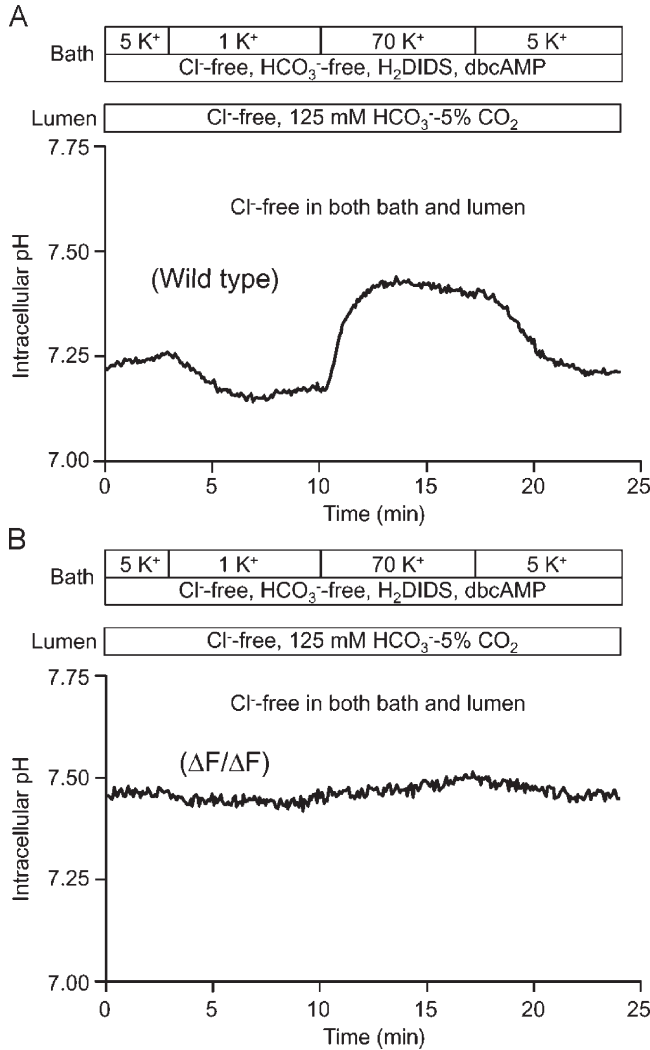 A
Bath
5 K⁺ 1 K⁺ 70 K⁺ 5 K⁺
Cl⁻-free, HCO₃⁻-free, H₂DIDS, dbcAMP
Lumen
Cl⁻-free, 125 mM HCO₃⁻-5% CO₂
Cl⁻-free in both bath and lumen
(Wild type)
Intracellular pH
7.75
7.50
7.25
7.00
0 5 10 15 20 25
Time (min)
B
Bath
5 K⁺ 1 K⁺ 70 K⁺ 5 K⁺
Cl⁻-free, HCO₃⁻-free, H₂DIDS, dbcAMP
Lumen
Cl⁻-free, 125 mM HCO₃⁻-5% CO₂
Cl⁻-free in both bath and lumen
(ΔF/ΔF)
Intracellular pH
7.75
7.50
7.25
7.00
0 5 10 15 20 25
Time (min)